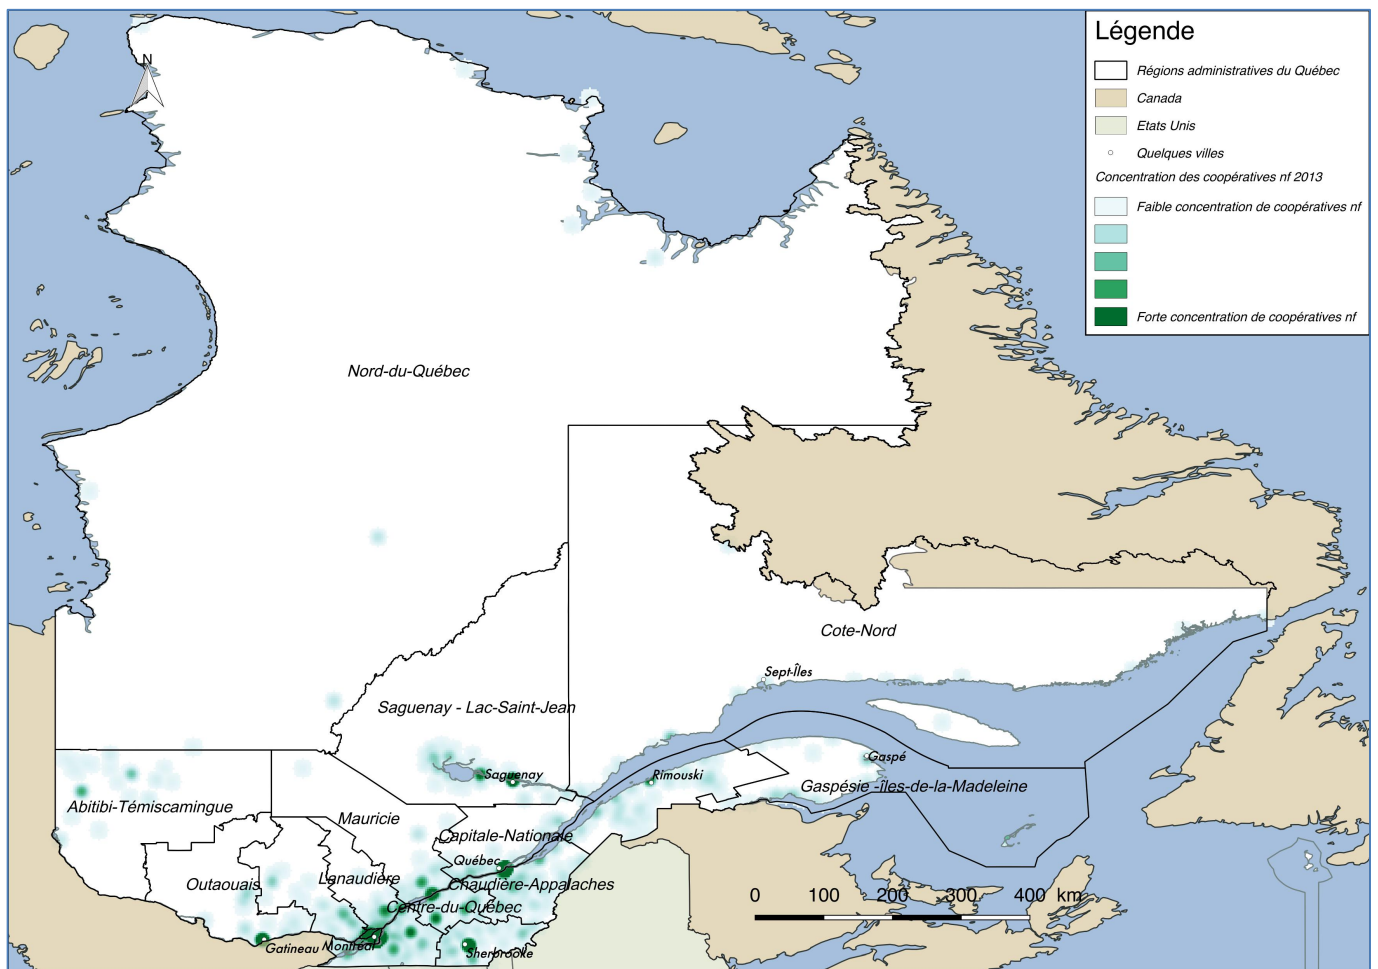 Légende
Régions administratives du Québec
Canada
Etats Unis
Quelques villes
Concentration des coopératives nf 2013
Faible concentration de coopératives nf
Forte concentration de coopératives nf
N
Nord-du-Québec
Cote-Nord
Sept-Îles
Saguenay - Lac-Saint-Jean
Saguenay
Rimouski
Gaspé
Gaspésie -îles-de-la-Madeleine
Abitibi-Témiscamingue
Mauricie
Capitale-Nationale
Québec
Outaouais
Lanaudière
Chaudière-Appalaches
Centre-du-Québec
0 100 200 300 400 km
Gatineau
Montréal
Sherbrooke